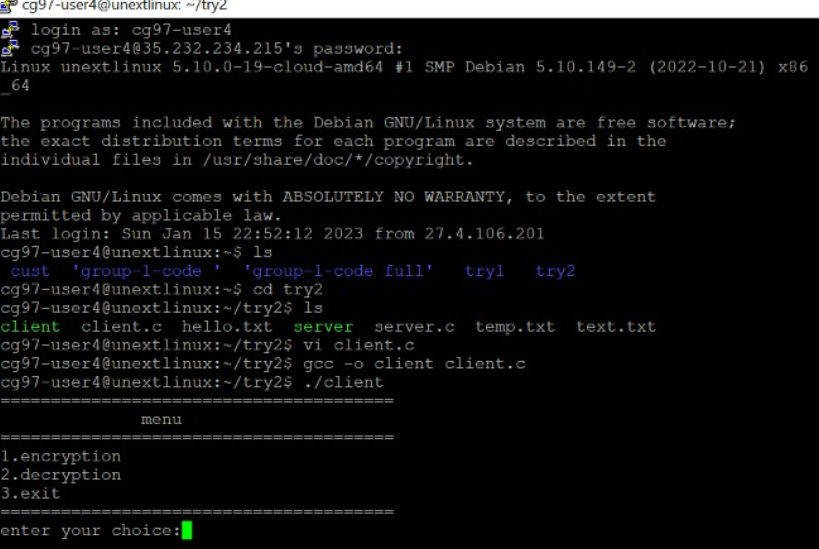 cg97-user4@unextlinux: ~/try2
login as: cg97-user4
cg97-user4@35.232.234.215's password:
Linux unextlinux 5.10.0-19-cloud-amd64 #1 SMP Debian 5.10.149-2 (2022-10-21) x86
_64
The programs included with the Debian GNU/Linux system are free software;
the exact distribution terms for each program are described in the
individual files in /usr/share/doc/*/copyright.
Debian GNU/Linux comes with ABSOLUTELY NO WARRANTY, to the extent
permitted by applicable law.
Last login: Sun Jan 15 22:52:12 2023 from 27.4.106.201
cg97-user4@unextlinux:~$ ls
cust  'group-1-code '  'group-1-code full'  try1  try2
cg97-user4@unextlinux:~$ cd try2
cg97-user4@unextlinux:~/try2$ ls
client  client.c  hello.txt  server  server.c  temp.txt  text.txt
cg97-user4@unextlinux:~/try2$ vi client.c
cg97-user4@unextlinux:~/try2$ gcc -o client client.c
cg97-user4@unextlinux:~/try2$ ./client
=======================================
menu
=======================================
1.encryption
2.decryption
3.exit
=======================================
enter your choice: